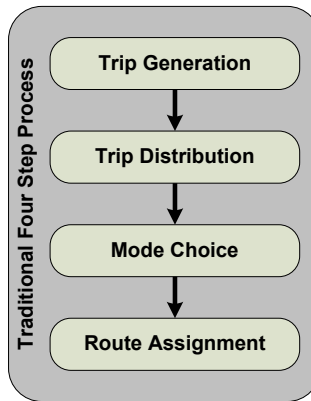 Traditional Four Step Process
Trip Generation
Trip Distribution
Mode Choice
Route Assignment